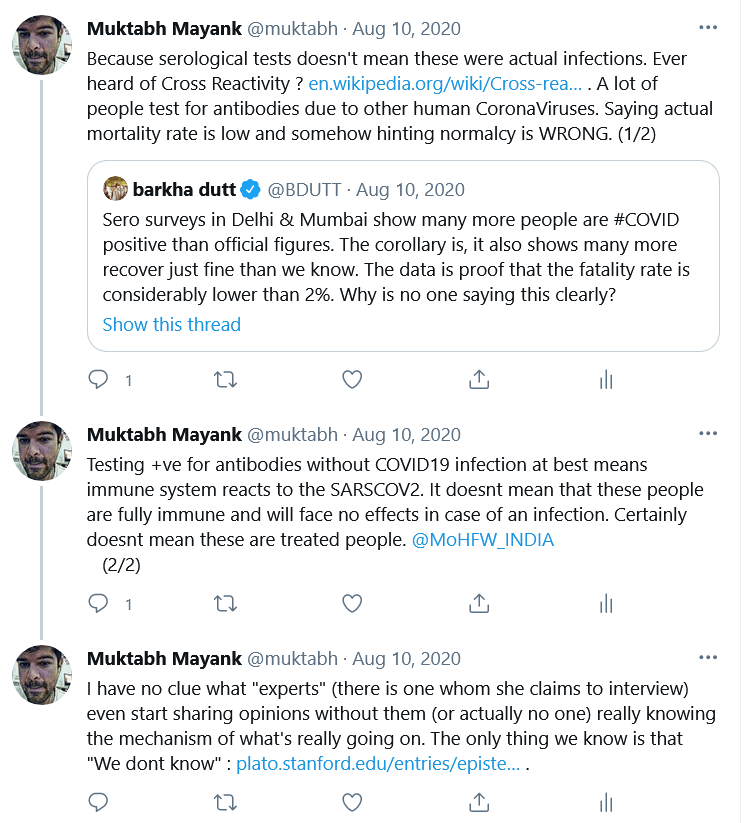 Muktabh Mayank @muktabh · Aug 10, 2020
Because serological tests doesn't mean these were actual infections. Ever
heard of Cross Reactivity ? en.wikipedia.org/wiki/Cross-rea... . A lot of
people test for antibodies due to other human CoronaViruses. Saying actual
mortality rate is low and somehow hinting normalcy is WRONG. (1/2)
barkha dutt @BDUTT · Aug 10, 2020
Sero surveys in Delhi & Mumbai show many more people are #COVID
positive than official figures. The corollary is, it also shows many more
recover just fine than we know. The data is proof that the fatality rate is
considerably lower than 2%. Why is no one saying this clearly?
Show this thread
1
Muktabh Mayank @muktabh · Aug 10, 2020
Testing +ve for antibodies without COVID19 infection at best means
immune system reacts to the SARSCOV2. It doesnt mean that these people
are fully immune and will face no effects in case of an infection. Certainly
doesnt mean these are treated people. @MoHFW_INDIA
(2/2)
1
Muktabh Mayank @muktabh · Aug 10, 2020
I have no clue what "experts" (there is one whom she claims to interview)
even start sharing opinions without them (or actually no one) really knowing
the mechanism of what's really going on. The only thing we know is that
"We dont know" : plato.stanford.edu/entries/episte... .